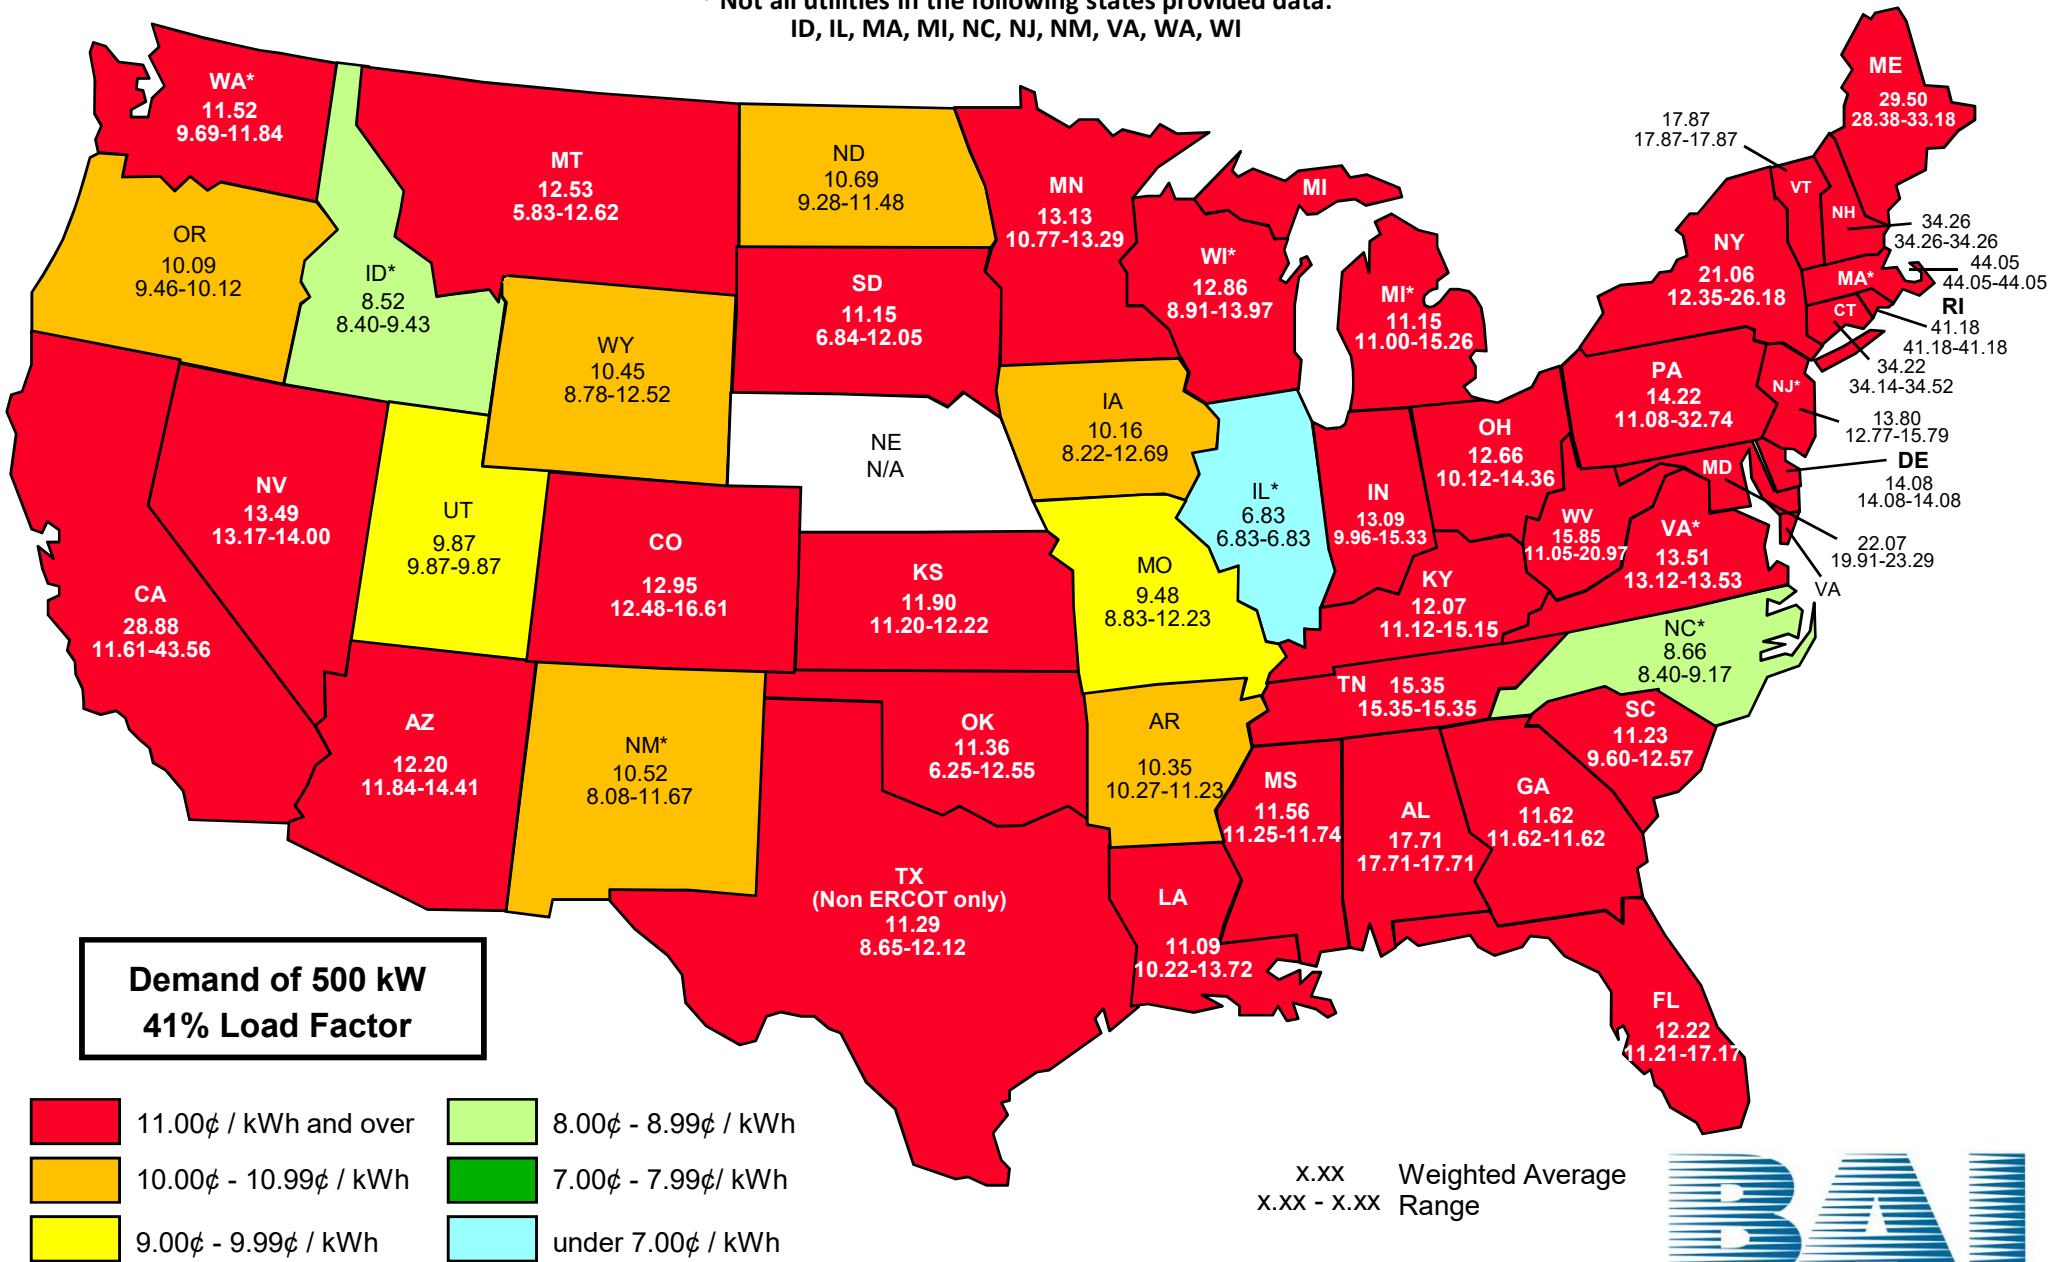 * Not all utilities in the following states provided data:
ID, IL, MA, MI, NC, NJ, NM, VA, WA, WI
WA*
11.52
9.69-11.84
OR
10.09
9.46-10.12
ID*
8.52
8.40-9.43
MT
12.53
5.83-12.62
ND
10.69
9.28-11.48
SD
11.15
6.84-12.05
MN
13.13
10.77-13.29
WI*
12.86
8.91-13.97
MI
MI*
11.15
11.00-15.26
WY
10.45
8.78-12.52
NE
N/A
IA
10.16
8.22-12.69
IL*
6.83
6.83-6.83
IN
13.09
9.96-15.33
OH
12.66
10.12-14.36
PA
14.22
11.08-32.74
NY
21.06
12.35-26.18
ME
29.50
28.38-33.18
17.87
17.87-17.87
VT
NH
34.26
34.26-34.26
MA*
44.05
44.05-44.05
RI
41.18
41.18-41.18
CT
34.22
34.14-34.52
NJ*
13.80
12.77-15.79
DE
14.08
14.08-14.08
MD
22.07
19.91-23.29
VA
WV
15.85
11.05-20.97
VA*
13.51
13.12-13.53
KY
12.07
11.12-15.15
NC*
8.66
8.40-9.17
TN 15.35
15.35-15.35
SC
11.23
9.60-12.57
GA
11.62
11.62-11.62
AL
17.71
17.71-17.71
MS
11.56
11.25-11.74
FL
12.22
11.21-17.17
LA
11.09
10.22-13.72
AR
10.35
10.27-11.23
MO
9.48
8.83-12.23
KS
11.90
11.20-12.22
OK
11.36
6.25-12.55
TX
(Non ERCOT only)
11.29
8.65-12.12
NM*
10.52
8.08-11.67
CO
12.95
12.48-16.61
UT
9.87
9.87-9.87
NV
13.49
13.17-14.00
CA
28.88
11.61-43.56
AZ
12.20
11.84-14.41
Demand of 500 kW
41% Load Factor
11.00¢ / kWh and over
10.00¢ - 10.99¢ / kWh
9.00¢ - 9.99¢ / kWh
8.00¢ - 8.99¢ / kWh
7.00¢ - 7.99¢/ kWh
under 7.00¢ / kWh
x.xx Weighted Average
x.xx - x.xx Range
BAI